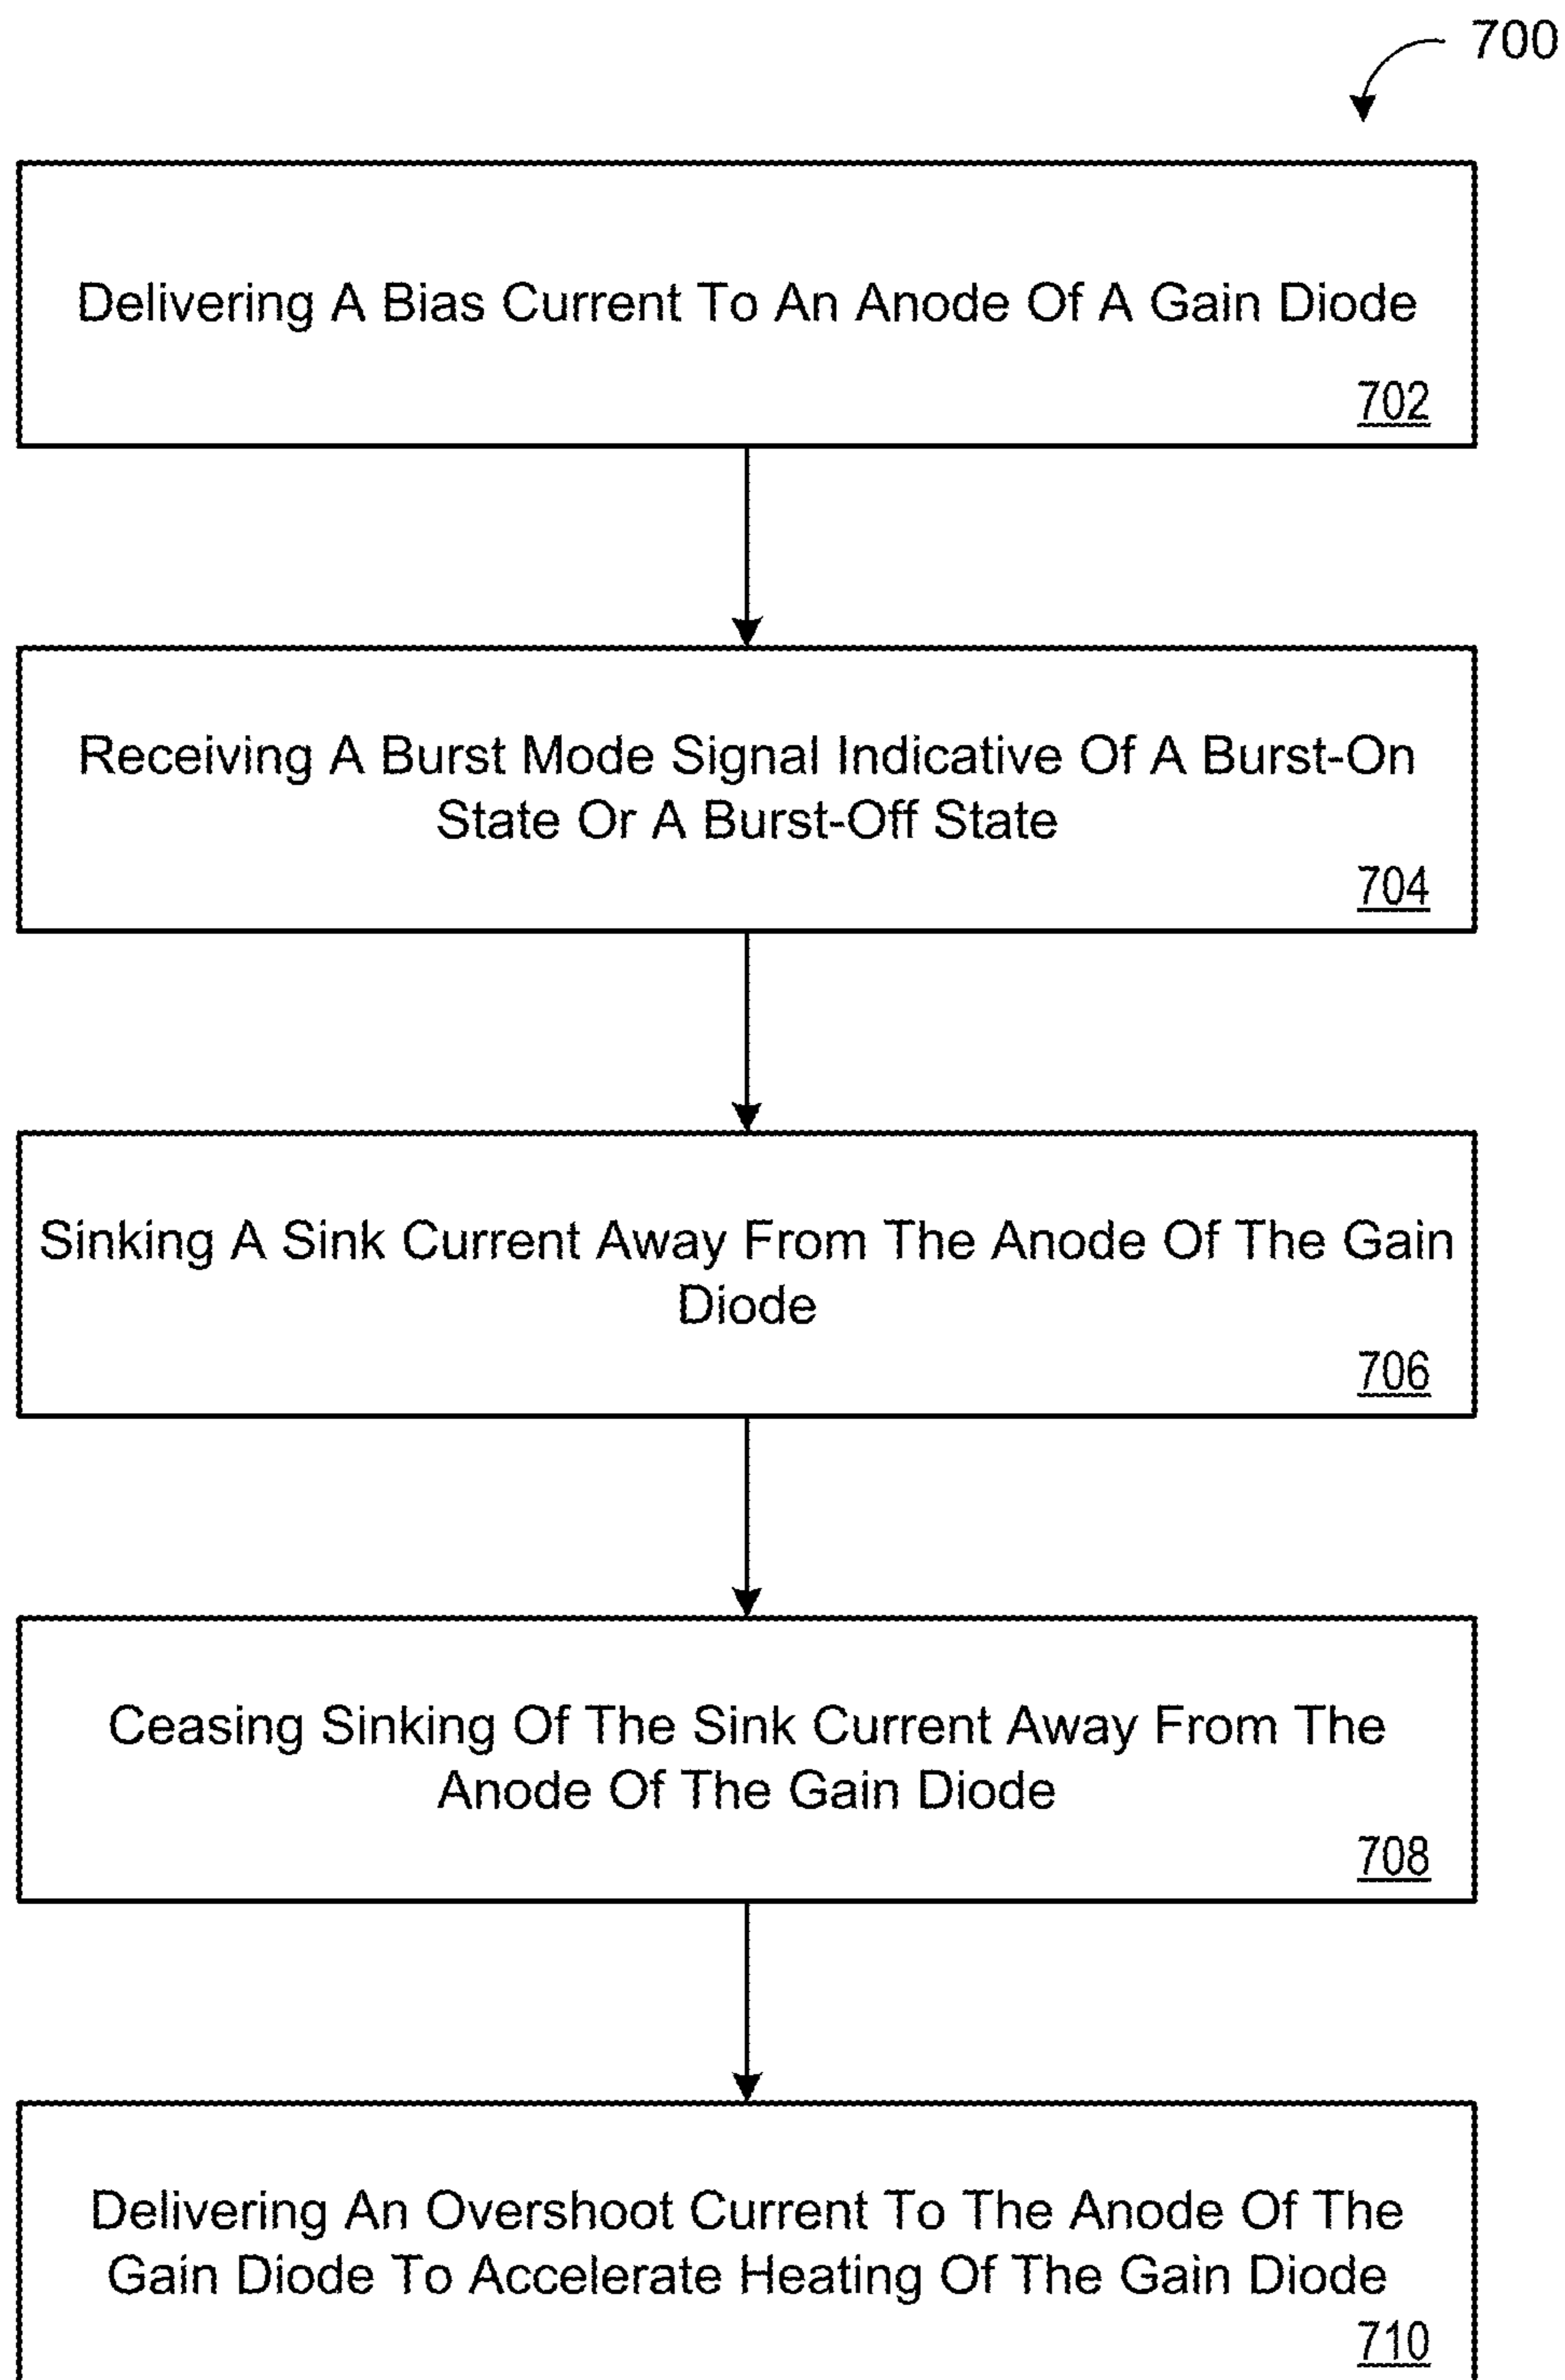 700
Delivering A Bias Current To An Anode Of A Gain Diode
702
Receiving A Burst Mode Signal Indicative Of A Burst-On
State Or A Burst-Off State
704
Sinking A Sink Current Away From The Anode Of The Gain
Diode
706
Ceasing Sinking Of The Sink Current Away From The
Anode Of The Gain Diode
708
Delivering An Overshoot Current To The Anode Of The
Gain Diode To Accelerate Heating Of The Gain Diode
710